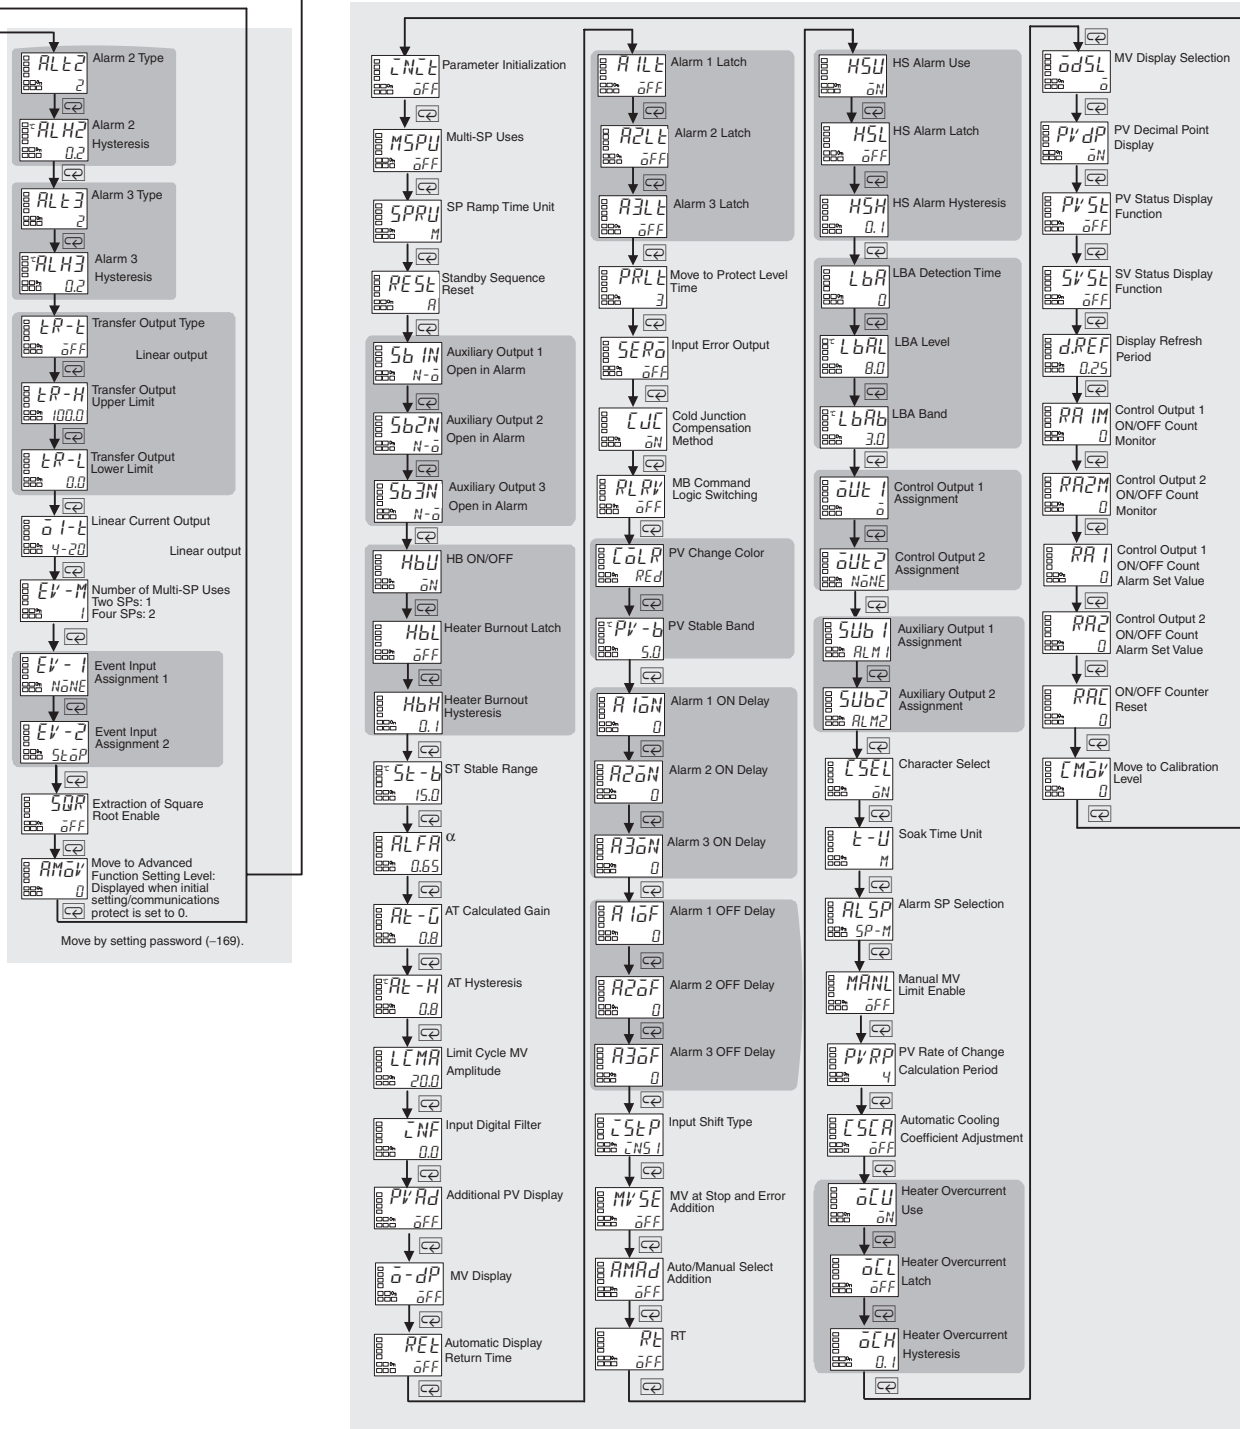 ALt2
2
Alarm 2 Type
ALH2
0.2
Alarm 2
Hysteresis
ALt3
2
Alarm 3 Type
ALH3
0.2
Alarm 3
Hysteresis
tR-t
oFF
Transfer Output Type
Linear output
tR-H
100.0
Transfer Output
Upper Limit
tR-L
0.0
Transfer Output
Lower Limit
o1-t
4-20
Linear Current Output
Linear output
EV-M
1
Number of Multi-SP Uses
Two SPs: 1
Four SPs: 2
EV-1
NoNE
Event Input
Assignment 1
EV-2
StoP
Event Input
Assignment 2
SQR
oFF
Extraction of Square
Root Enable
AMoV
0
Move to Advanced
Function Setting Level:
Displayed when initial
setting/communications
protect is set to 0.
Move by setting password (−169).
INIt
oFF
Parameter Initialization
MSPU
oFF
Multi-SP Uses
SPRU
M
SP Ramp Time Unit
RESt
A
Standby Sequence
Reset
Sb1N
N-o
Auxiliary Output 1
Open in Alarm
Sb2N
N-o
Auxiliary Output 2
Open in Alarm
Sb3N
N-o
Auxiliary Output 3
Open in Alarm
HbU
oN
HB ON/OFF
HbL
oFF
Heater Burnout Latch
HbH
0.1
Heater Burnout
Hysteresis
St-b
15.0
ST Stable Range
ALFA
0.65
α
At-G
0.8
AT Calculated Gain
At-H
0.8
AT Hysteresis
LCMA
20.0
Limit Cycle MV
Amplitude
INF
0.0
Input Digital Filter
PVAd
oFF
Additional PV Display
o-dP
oFF
MV Display
REt
oFF
Automatic Display
Return Time
A1Lt
oFF
Alarm 1 Latch
A2Lt
oFF
Alarm 2 Latch
A3Lt
oFF
Alarm 3 Latch
PRLt
3
Move to Protect Level
Time
SERo
oFF
Input Error Output
CJC
oN
Cold Junction
Compensation
Method
RLRV
oFF
MB Command
Logic Switching
CoLR
REd
PV Change Color
PV-b
5.0
PV Stable Band
A1oN
0
Alarm 1 ON Delay
A2oN
0
Alarm 2 ON Delay
A3oN
0
Alarm 3 ON Delay
A1oF
0
Alarm 1 OFF Delay
A2oF
0
Alarm 2 OFF Delay
A3oF
0
Alarm 3 OFF Delay
IStP
INS1
Input Shift Type
MVSE
oFF
MV at Stop and Error
Addition
AMAd
oFF
Auto/Manual Select
Addition
Rt
oFF
RT
HSU
oN
HS Alarm Use
HSL
oFF
HS Alarm Latch
HSH
0.1
HS Alarm Hysteresis
LbA
0
LBA Detection Time
LbAL
8.0
LBA Level
LbAb
3.0
LBA Band
oUt1
o
Control Output 1
Assignment
oUt2
NoNE
Control Output 2
Assignment
SUb1
ALM1
Auxiliary Output 1
Assignment
SUb2
ALM2
Auxiliary Output 2
Assignment
CSEL
oN
Character Select
t-U
M
Soak Time Unit
ALSP
SP-M
Alarm SP Selection
MANL
oFF
Manual MV
Limit Enable
PVRP
4
PV Rate of Change
Calculation Period
CSCA
oFF
Automatic Cooling
Coefficient Adjustment
oCU
oN
Heater Overcurrent
Use
oCL
oFF
Heater Overcurrent
Latch
oCH
0.1
Heater Overcurrent
Hysteresis
odSL
o
MV Display Selection
PVdP
oN
PV Decimal Point
Display
PVSt
oFF
PV Status Display
Function
SVSt
oFF
SV Status Display
Function
d.REF
0.25
Display Refresh
Period
RA1M
0
Control Output 1
ON/OFF Count
Monitor
RA2M
0
Control Output 2
ON/OFF Count
Monitor
RA1
0
Control Output 1
ON/OFF Count
Alarm Set Value
RA2
0
Control Output 2
ON/OFF Count
Alarm Set Value
RAC
0
ON/OFF Counter
Reset
CMoV
0
Move to Calibration
Level